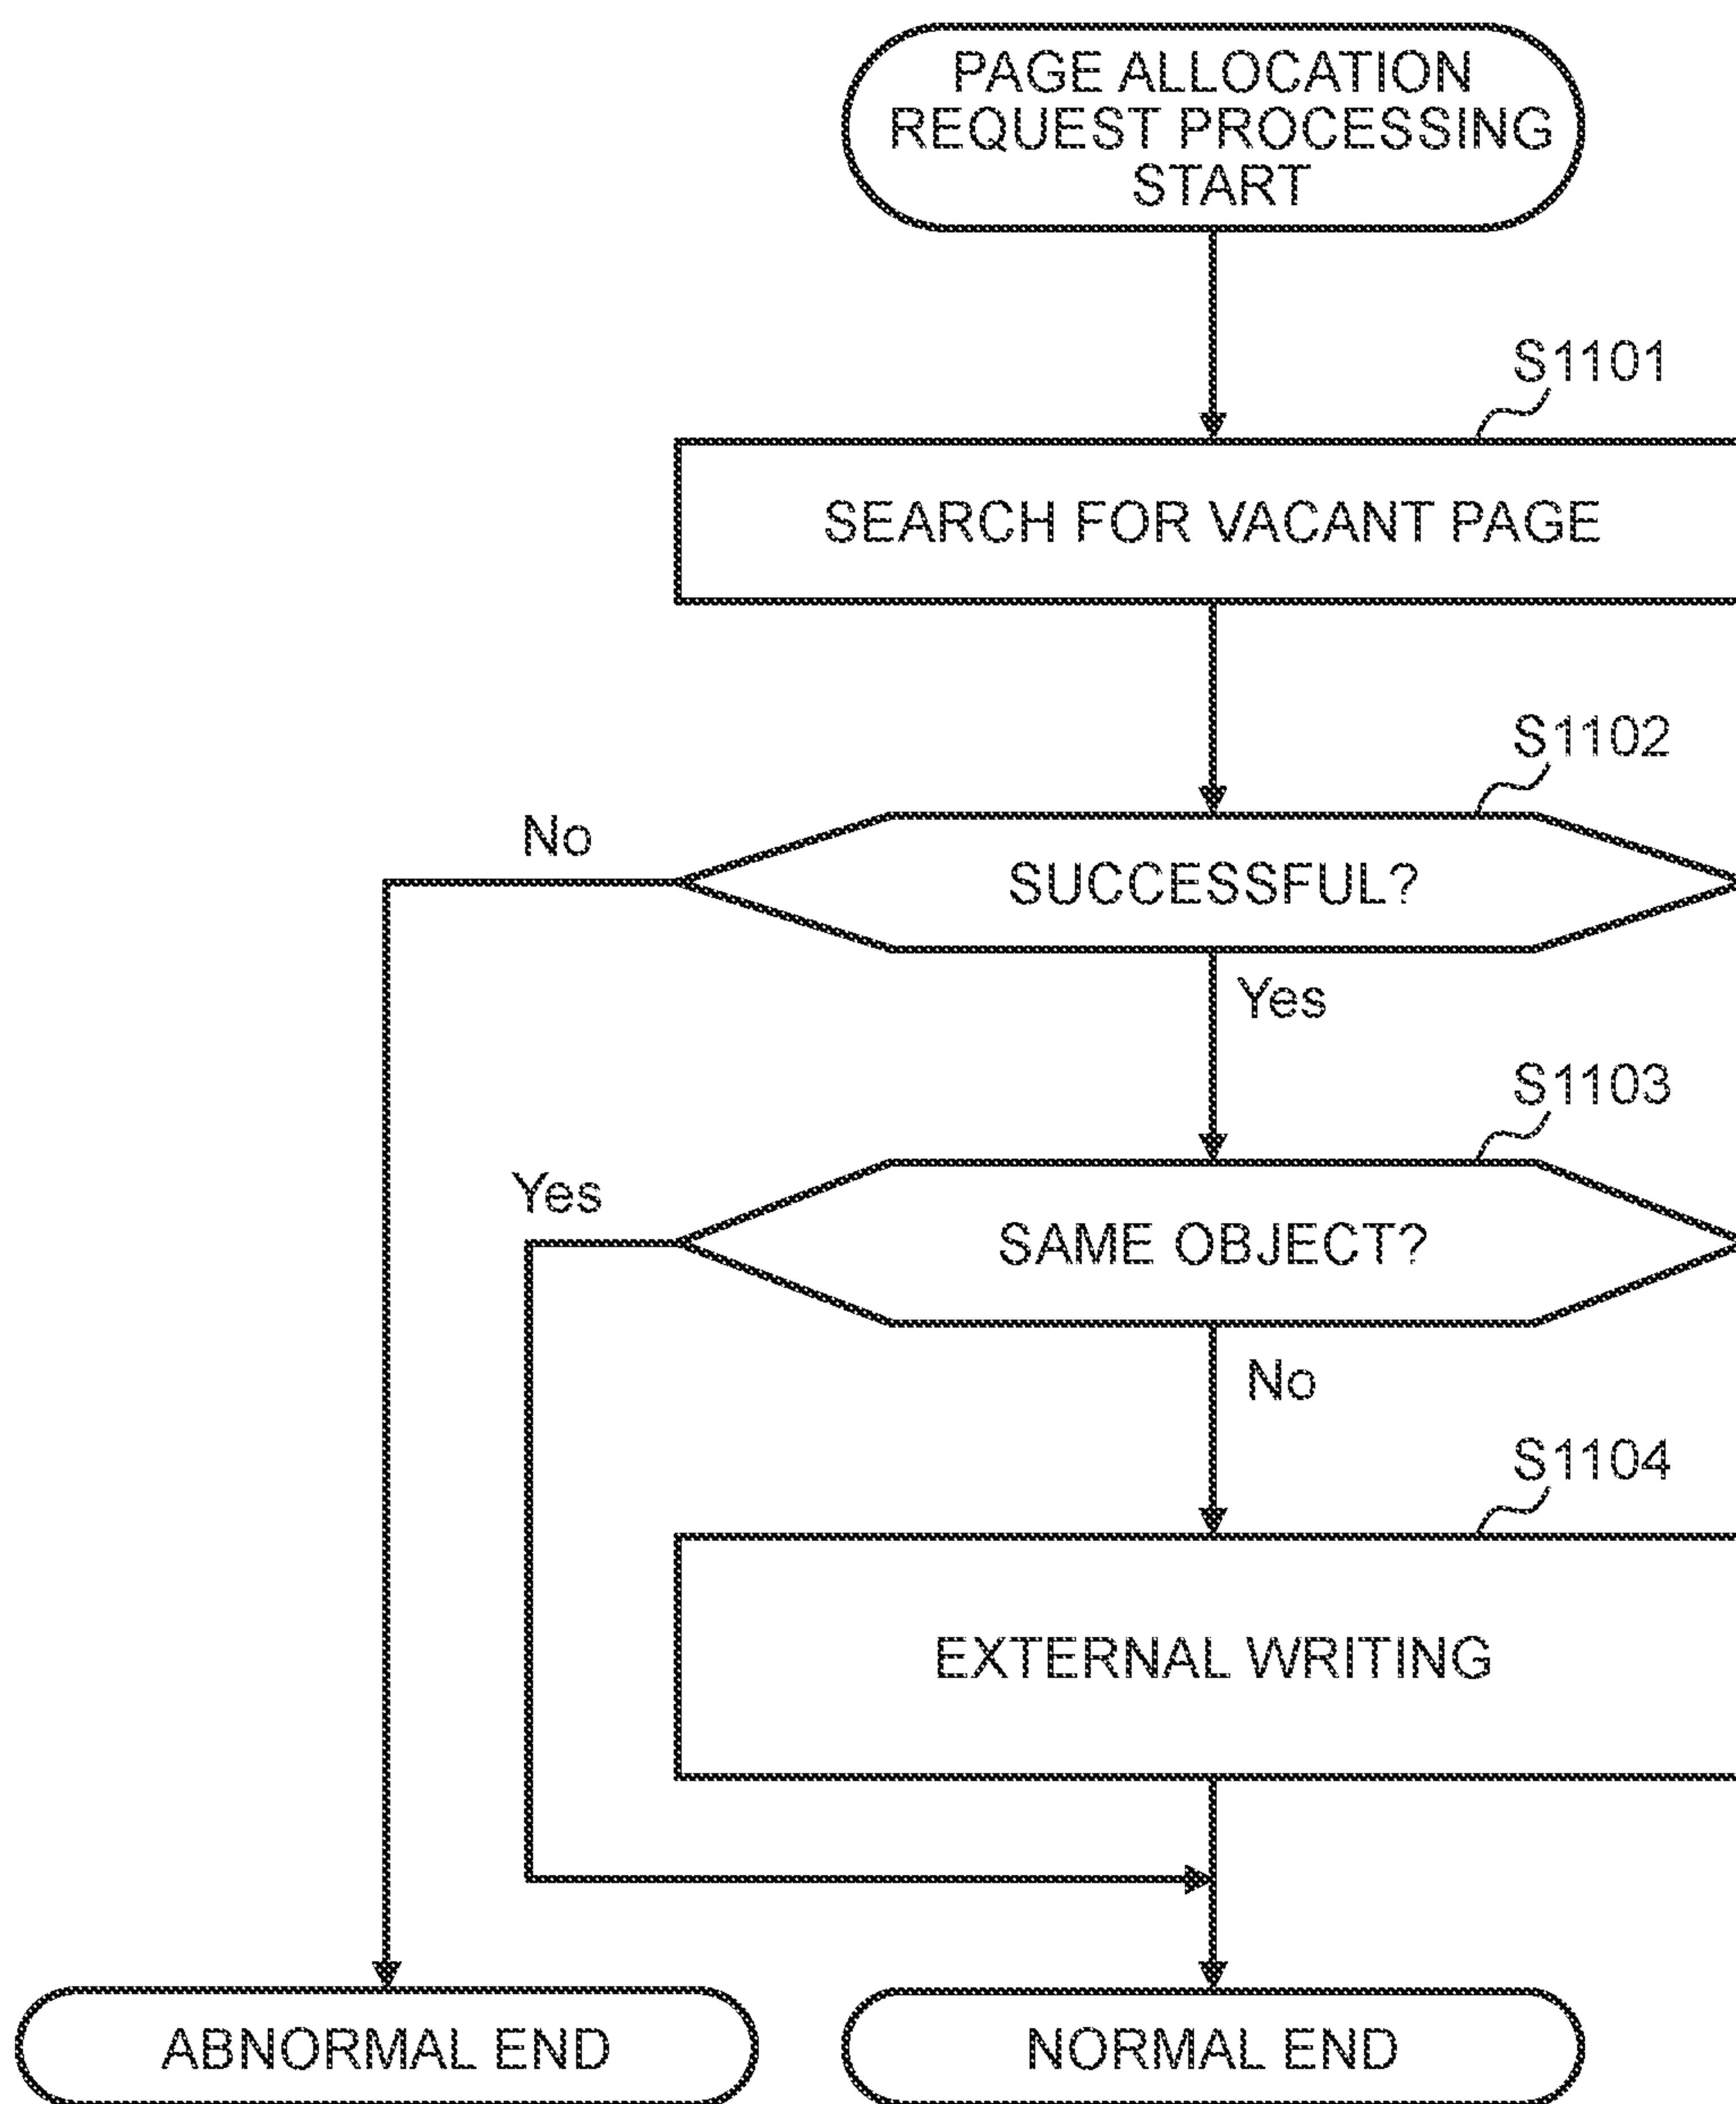 PAGE ALLOCATION
REQUEST PROCESSING
START
S1101
SEARCH FOR VACANT PAGE
S1102
No
SUCCESSFUL?
Yes
S1103
Yes
SAME OBJECT?
No
S1104
EXTERNAL WRITING
ABNORMAL END
NORMAL END